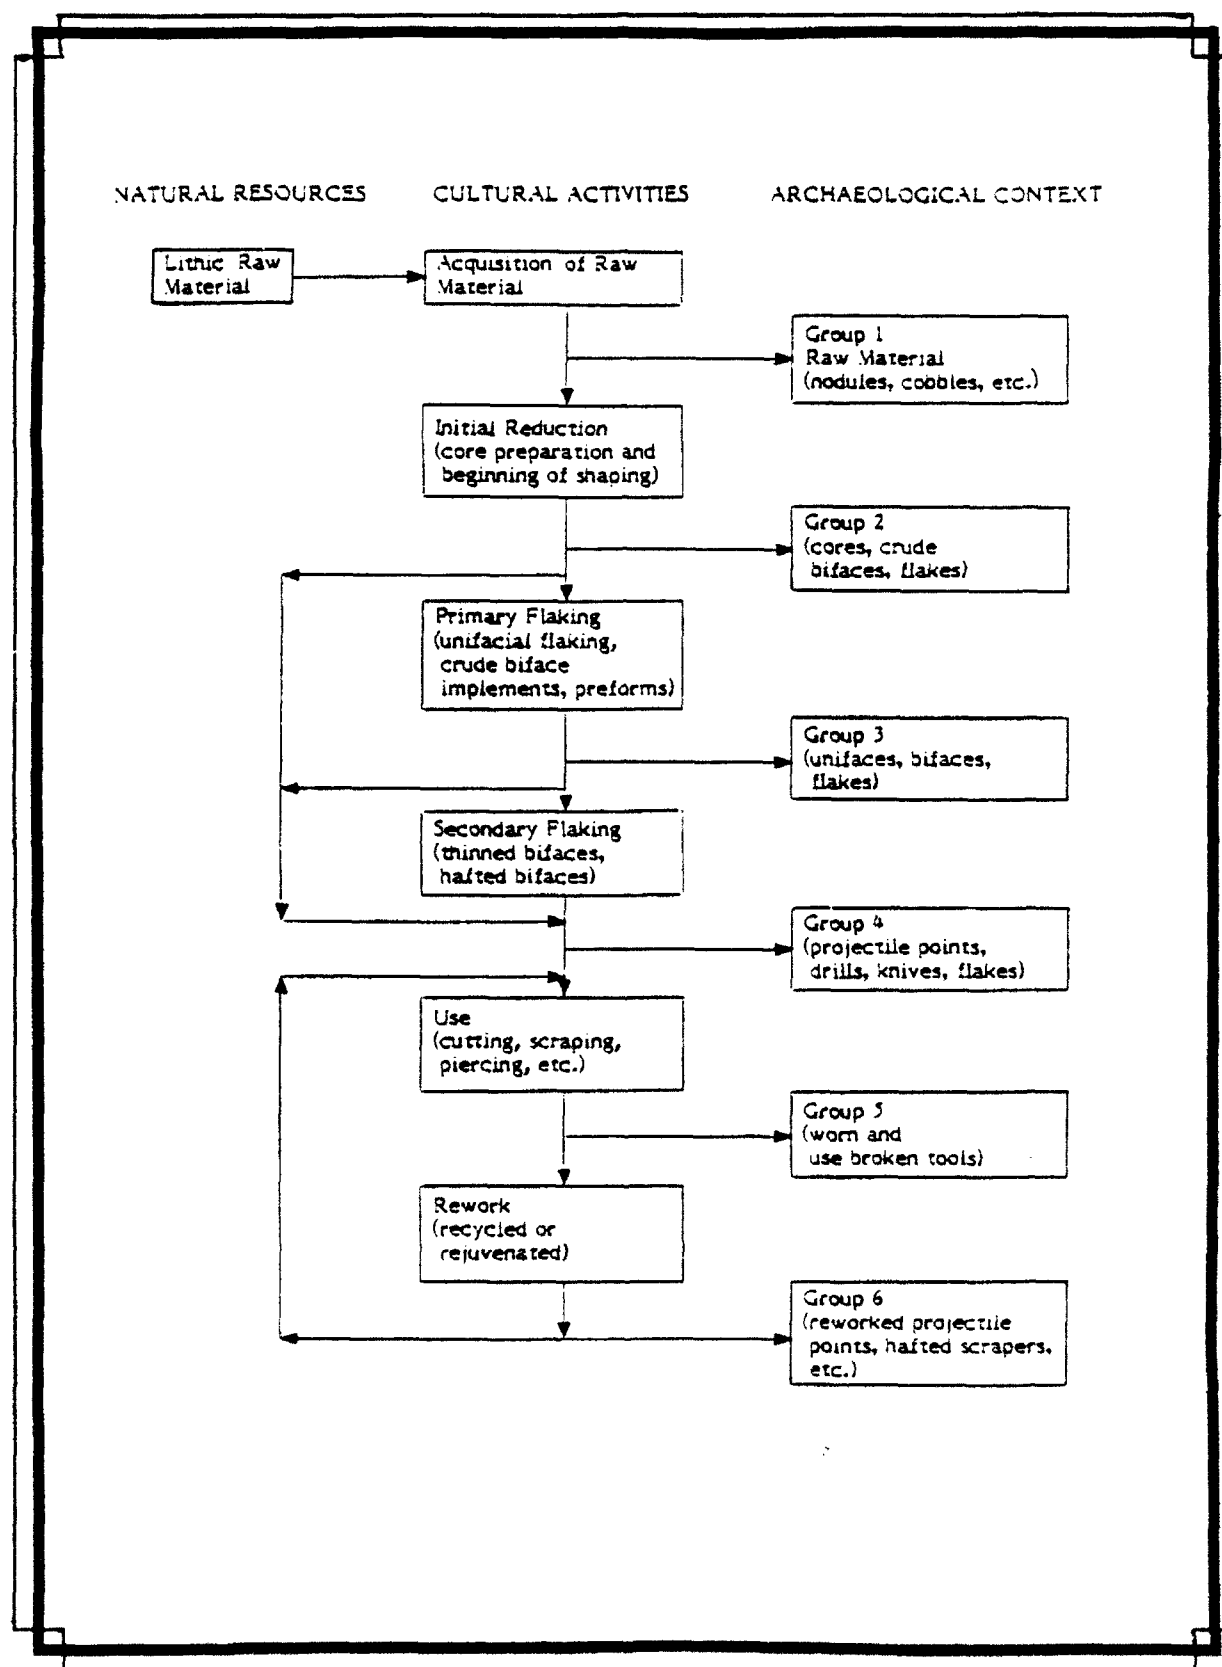 NATURAL RESOURCES CULTURAL ACTIVITIES ARCHAEOLOGICAL CONTEXT
Lithic Raw
Material
Acquisition of Raw
Material
Group 1
Raw Material
(nodules, cobbles, etc.)
Initial Reduction
(core preparation and
beginning of shaping)
Group 2
(cores, crude
bifaces, flakes)
Primary Flaking
(unifacial flaking,
crude biface
implements, preforms)
Group 3
(unifaces, bifaces,
flakes)
Secondary Flaking
(thinned bifaces,
hafted bifaces)
Group 4
(projectile points,
drills, knives, flakes)
Use
(cutting, scraping,
piercing, etc.)
Group 5
(worn and
use broken tools)
Rework
(recycled or
rejuvenated)
Group 6
(reworked projectile
points, hafted scrapers,
etc.)